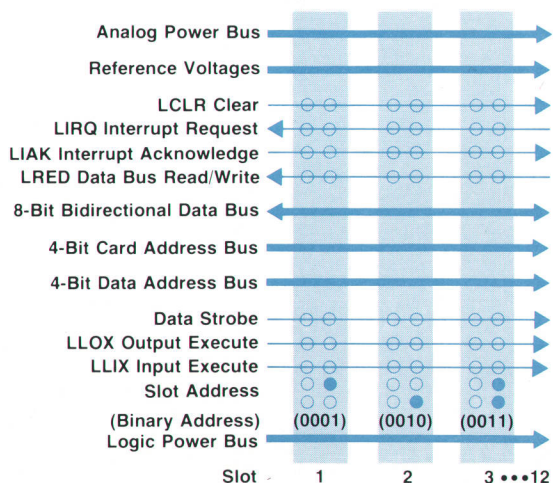 Analog Power Bus
Reference Voltages
LCLR Clear
LIRQ Interrupt Request
LIAK Interrupt Acknowledge
LRED Data Bus Read/Write
8-Bit Bidirectional Data Bus
4-Bit Card Address Bus
4-Bit Data Address Bus
Data Strobe
LLOX Output Execute
LLIX Input Execute
Slot Address
(Binary Address) (0001) (0010) (0011)
Logic Power Bus
Slot 1 2 3 •••12